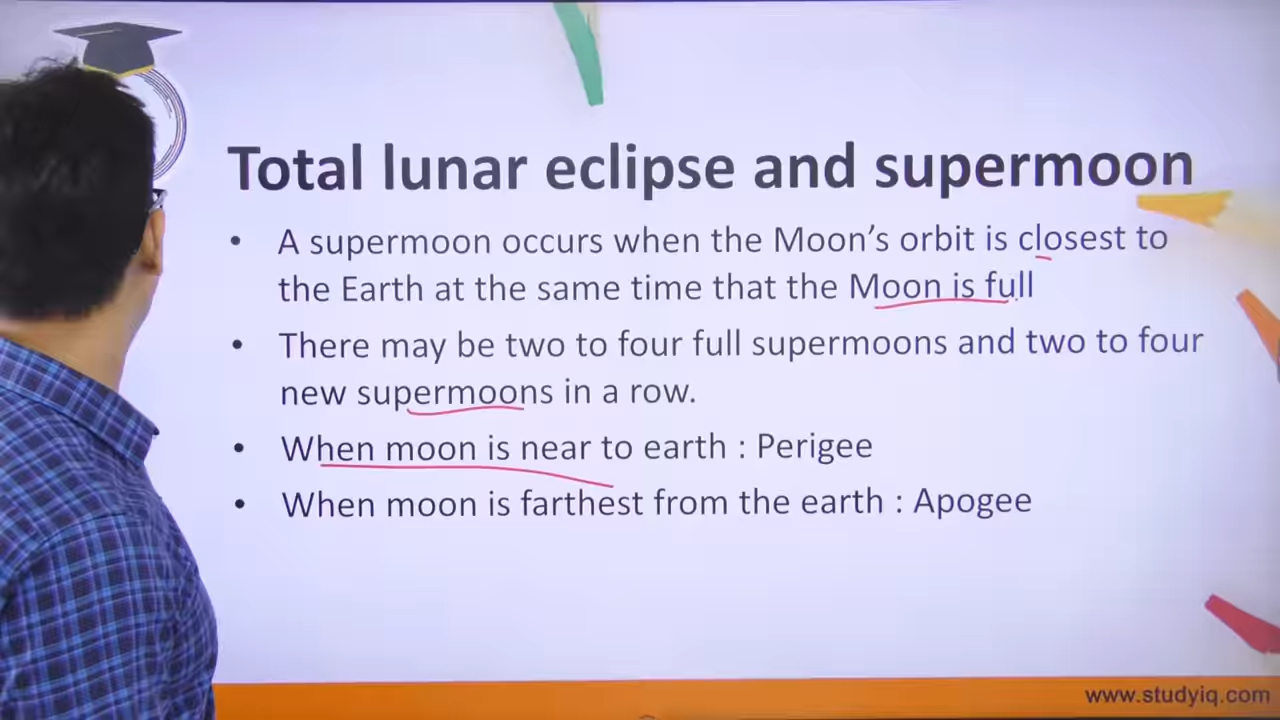 Total lunar eclipse and supermoon
• A supermoon occurs when the Moon's orbit is closest to
the Earth at the same time that the Moon is full
• There may be two to four full supermoons and two to four
new supermoons in a row.
• When moon is near to earth : Perigee
• When moon is farthest from the earth : Apogee
www.studyiq.com